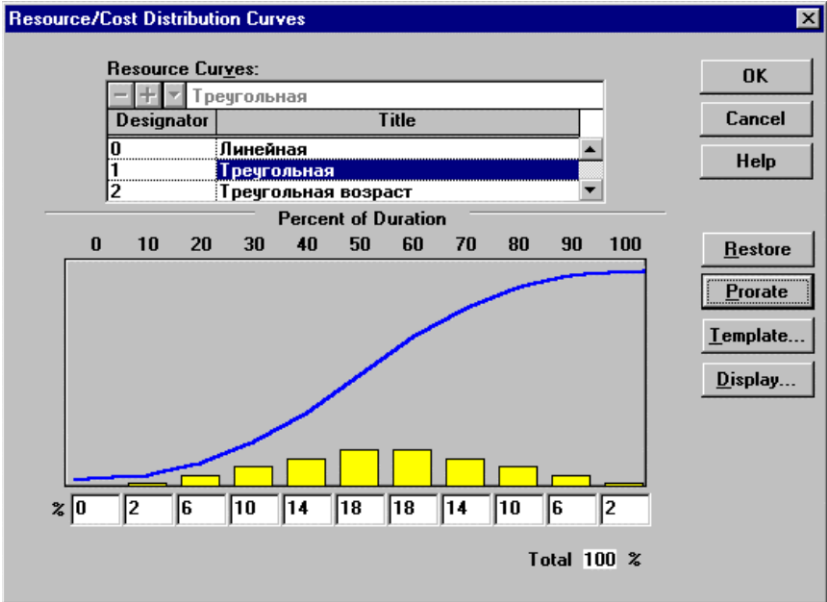 Resource/Cost Distribution Curves
Resource Curves:
Треугольная
Designator Title
0 Линейная
1 Треугольная
2 Треугольная возраст
OK
Cancel
Help
Percent of Duration
0 10 20 30 40 50 60 70 80 90 100
Restore
Prorate
Template...
Display...
% 0 2 6 10 14 18 18 14 10 6 2
Total 100 %